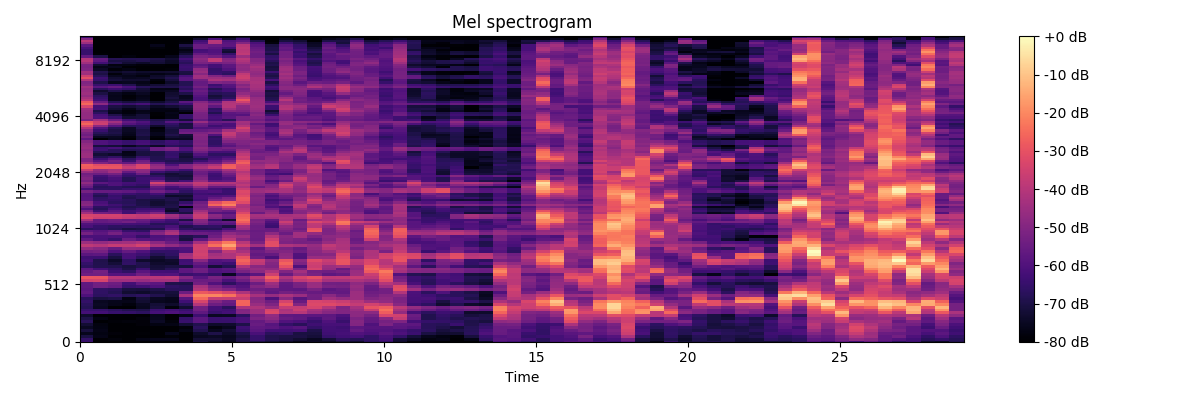 Mel spectrogram
Hz
8192
4096
2048
1024
512
0
0 5 10 15 20 25
Time
+0 dB
-10 dB
-20 dB
-30 dB
-40 dB
-50 dB
-60 dB
-70 dB
-80 dB